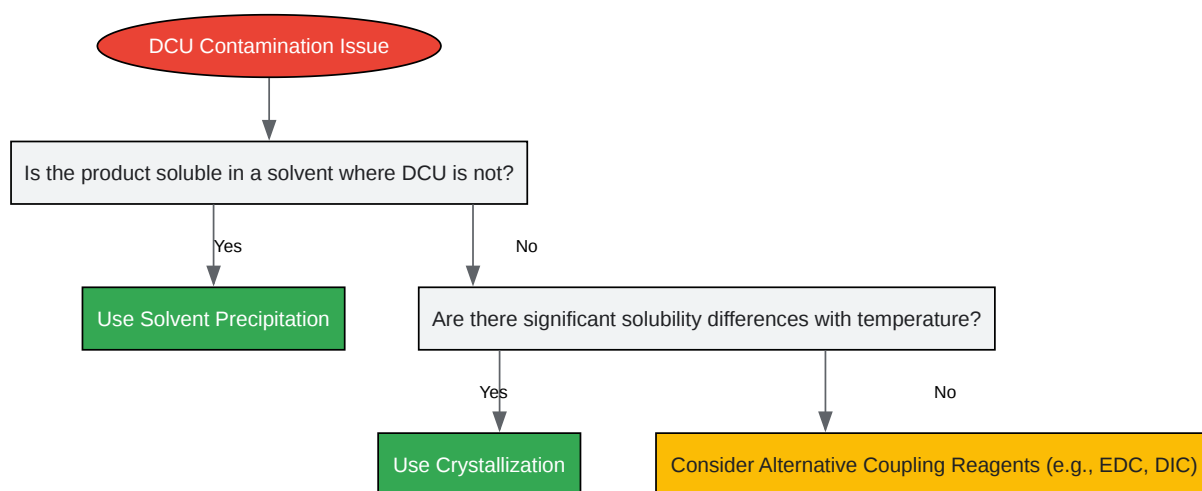 DCU Contamination Issue
Is the product soluble in a solvent where DCU is not?
Yes
No
Use Solvent Precipitation
Are there significant solubility differences with temperature?
Yes
No
Use Crystallization
Consider Alternative Coupling Reagents (e.g., EDC, DIC)